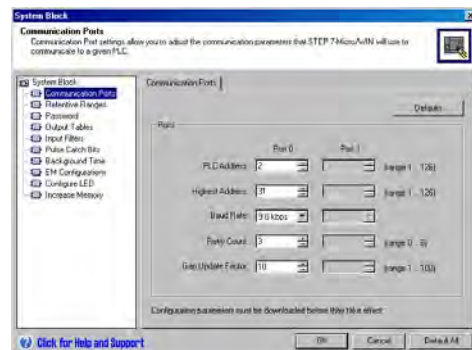 System Block
Communication Ports
Communication Port settings allow you to adjust the communication parameters that STEP 7-Micro/WIN will use to
communicate to a given PLC.
System Block
Communication Ports
Retentive Ranges
Password
Output Tables
Input Filters
Pulse Catch Bits
Background Time
EM Configurations
Configure LED
Increase Memory
Communication Ports
Defaults
Ports
Port 0 Port 1
PLC Address: 2 (range 1 .. 126)
Highest Address: 31 (range 1 .. 126)
Baud Rate: 9.6 kbps
Retry Count: 3 (range 0 .. 8)
Gap Update Factor: 10 (range 1 .. 100)
Configuration parameters must be downloaded before they take effect.
Click for Help and Support
OK Cancel Default All